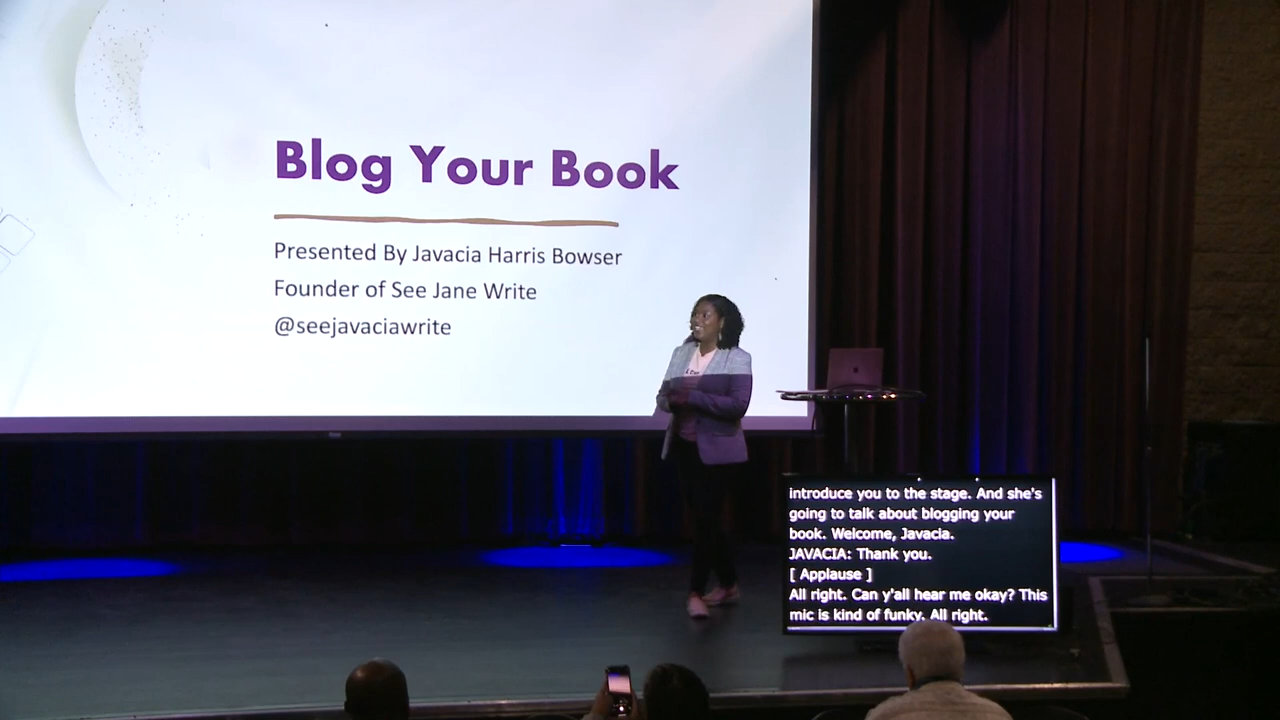 Blog Your Book
Presented By Javacia Harris Bowser
Founder of See Jane Write
@seejavaciawrite
introduce you to the stage. And she's
going to talk about blogging your
book. Welcome, Javacia.
JAVACIA: Thank you.
[ Applause ]
All right. Can y'all hear me okay? This
mic is kind of funky. All right.